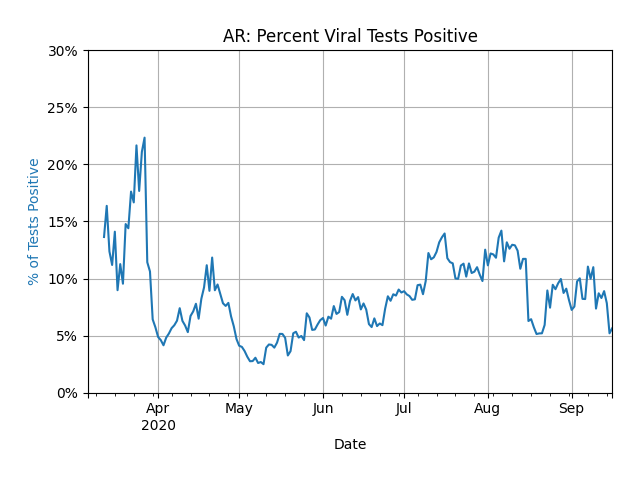 AR: Percent Viral Tests Positive
30%
25%
20%
15%
10%
5%
0%
% of Tests Positive
Apr May Jun Jul Aug Sep
2020
Date